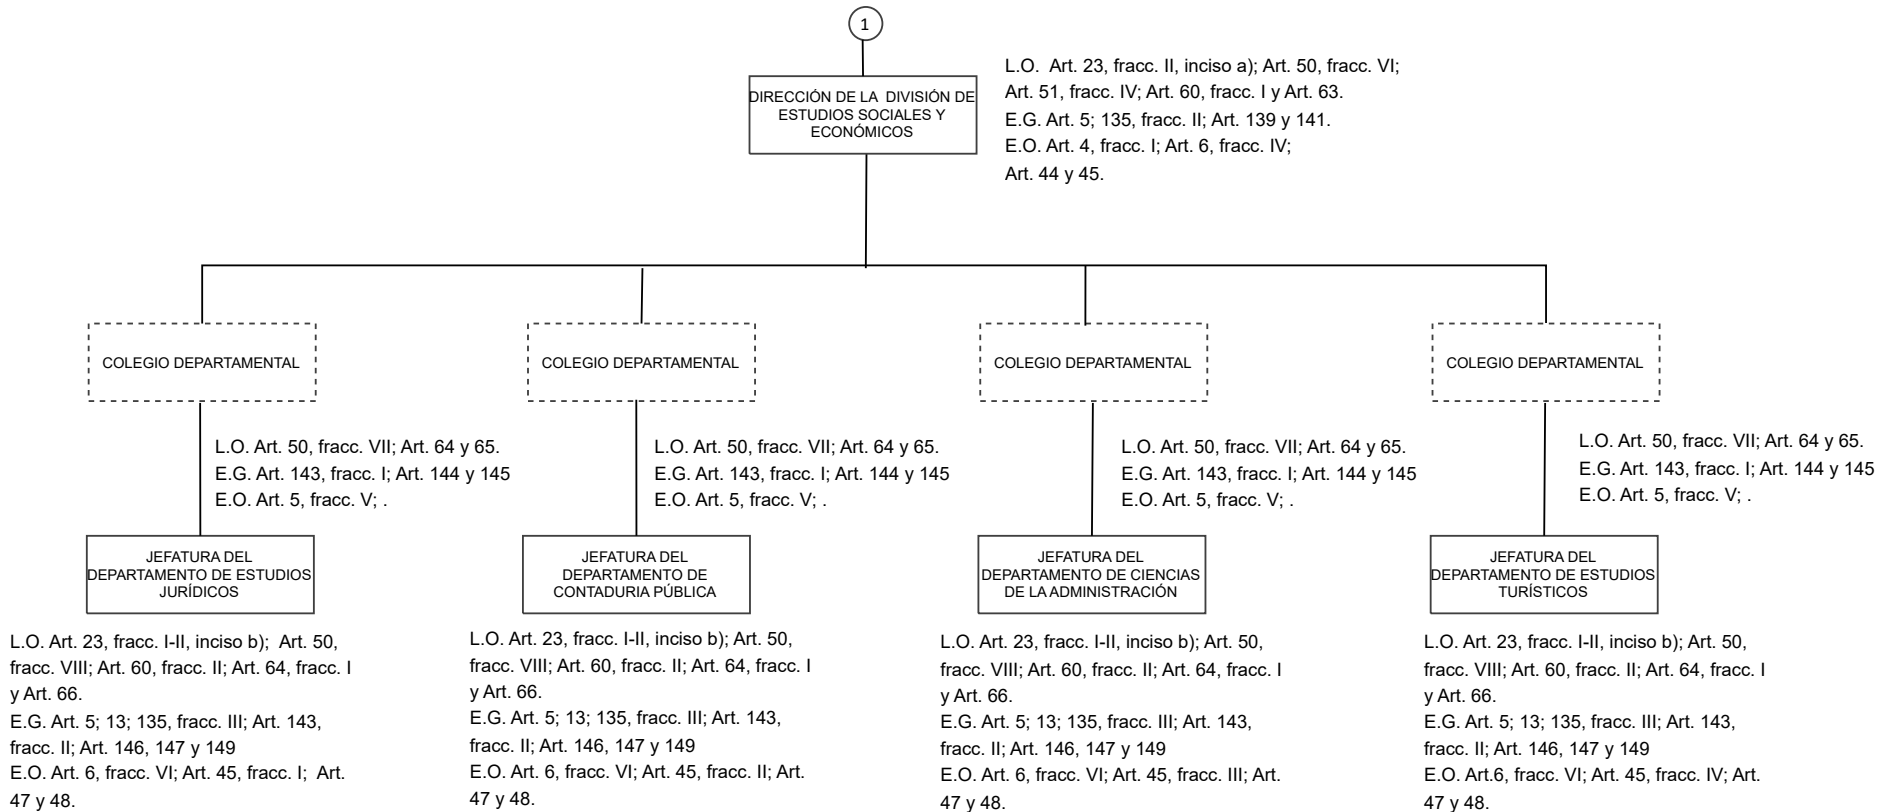 1
DIRECCIÓN DE LA DIVISIÓN DE
ESTUDIOS SOCIALES Y
ECONÓMICOS
L.O. Art. 23, fracc. II, inciso a); Art. 50, fracc. VI;
Art. 51, fracc. IV; Art. 60, fracc. I y Art. 63.
E.G. Art. 5; 135, fracc. II; Art. 139 y 141.
E.O. Art. 4, fracc. I; Art. 6, fracc. IV;
Art. 44 y 45.
COLEGIO DEPARTAMENTAL
COLEGIO DEPARTAMENTAL
COLEGIO DEPARTAMENTAL
COLEGIO DEPARTAMENTAL
L.O. Art. 50, fracc. VII; Art. 64 y 65.
E.G. Art. 143, fracc. I; Art. 144 y 145
E.O. Art. 5, fracc. V; .
L.O. Art. 50, fracc. VII; Art. 64 y 65.
E.G. Art. 143, fracc. I; Art. 144 y 145
E.O. Art. 5, fracc. V; .
L.O. Art. 50, fracc. VII; Art. 64 y 65.
E.G. Art. 143, fracc. I; Art. 144 y 145
E.O. Art. 5, fracc. V; .
L.O. Art. 50, fracc. VII; Art. 64 y 65.
E.G. Art. 143, fracc. I; Art. 144 y 145
E.O. Art. 5, fracc. V; .
JEFATURA DEL
DEPARTAMENTO DE ESTUDIOS
JURÍDICOS
JEFATURA DEL
DEPARTAMENTO DE
CONTADURIA PÚBLICA
JEFATURA DEL
DEPARTAMENTO DE CIENCIAS
DE LA ADMINISTRACIÓN
JEFATURA DEL
DEPARTAMENTO DE ESTUDIOS
TURÍSTICOS
L.O. Art. 23, fracc. I-II, inciso b); Art. 50,
fracc. VIII; Art. 60, fracc. II; Art. 64, fracc. I
y Art. 66.
E.G. Art. 5; 13; 135, fracc. III; Art. 143,
fracc. II; Art. 146, 147 y 149
E.O. Art. 6, fracc. VI; Art. 45, fracc. I; Art.
47 y 48.
L.O. Art. 23, fracc. I-II, inciso b); Art. 50,
fracc. VIII; Art. 60, fracc. II; Art. 64, fracc. I
y Art. 66.
E.G. Art. 5; 13; 135, fracc. III; Art. 143,
fracc. II; Art. 146, 147 y 149
E.O. Art. 6, fracc. VI; Art. 45, fracc. II; Art.
47 y 48.
L.O. Art. 23, fracc. I-II, inciso b); Art. 50,
fracc. VIII; Art. 60, fracc. II; Art. 64, fracc. I
y Art. 66.
E.G. Art. 5; 13; 135, fracc. III; Art. 143,
fracc. II; Art. 146, 147 y 149
E.O. Art. 6, fracc. VI; Art. 45, fracc. III; Art.
47 y 48.
L.O. Art. 23, fracc. I-II, inciso b); Art. 50,
fracc. VIII; Art. 60, fracc. II; Art. 64, fracc. I
y Art. 66.
E.G. Art. 5; 13; 135, fracc. III; Art. 143,
fracc. II; Art. 146, 147 y 149
E.O. Art.6, fracc. VI; Art. 45, fracc. IV; Art.
47 y 48.